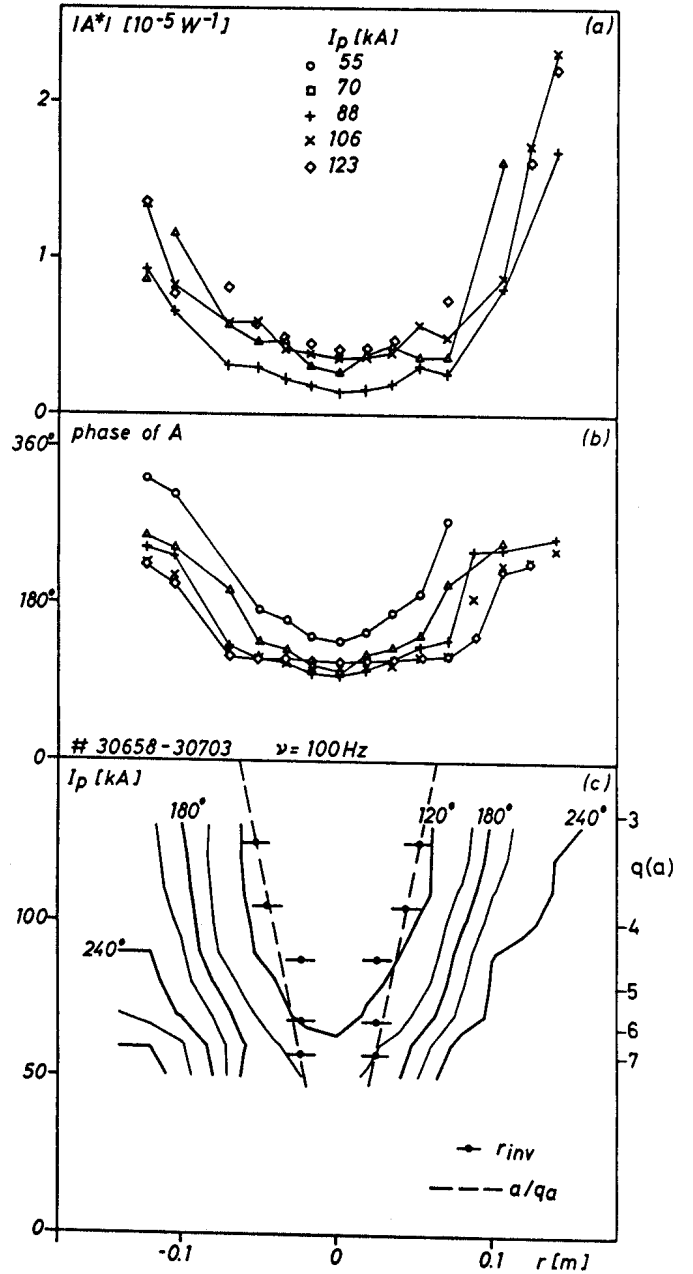 |A*| [10⁻⁵ W⁻¹]
(a)
I_p [kA]
○ 55
□ 70
+ 88
× 106
◇ 123
2
1
0
phase of A
(b)
360°
180°
0
# 30658-30703 ν = 100 Hz
I_p [kA]
(c)
180°
120°
180°
240°
3
q(a)
100
4
240°
5
6
50
7
r_inv
a/q_a
0
-0.1
0
0.1
r [m]